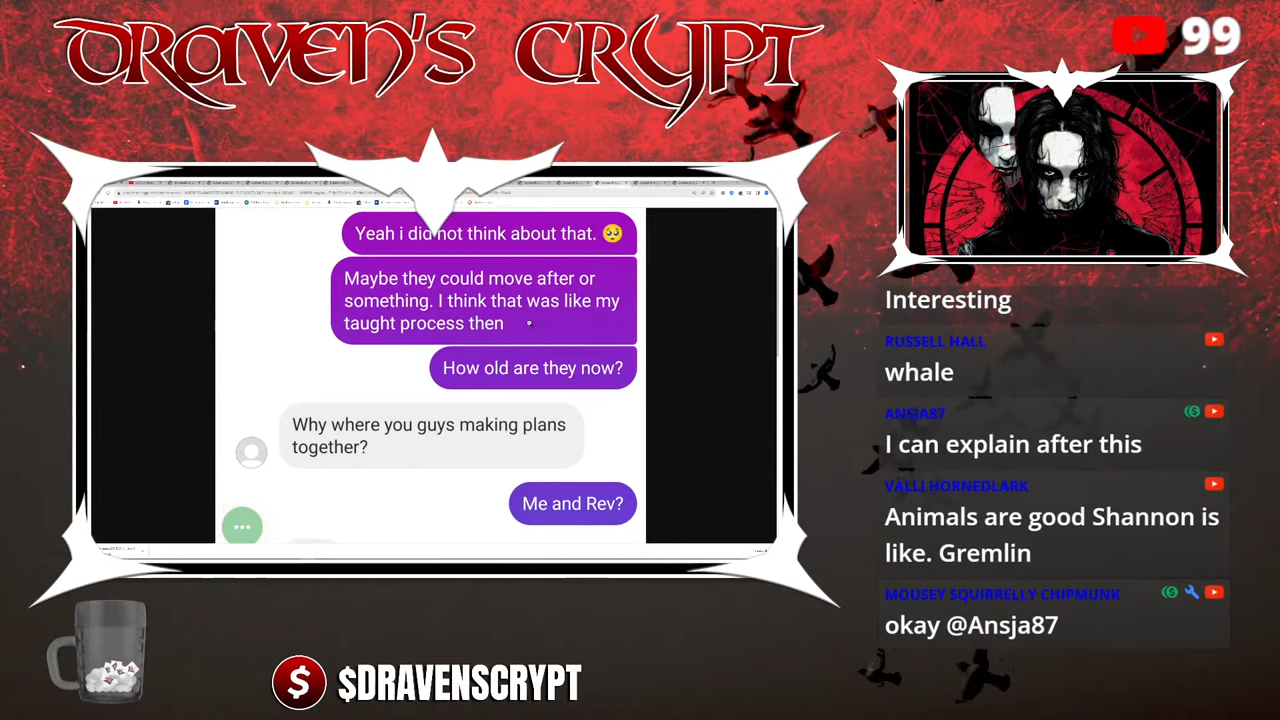 DRAVEN'S CRYPT
99
Yeah i did not think about that. 🥺
Maybe they could move after or
something. I think that was like my
taught process then
How old are they now?
Why where you guys making plans
together?
Me and Rev?
Interesting
RUSSELL HALL
whale
ANSJA87
I can explain after this
VALLI HORNEDLARK
Animals are good Shannon is
like. Gremlin
MOUSEY SQUIRRELLY CHIPMUNK
okay @Ansja87
$ $DRAVENSCRYPT